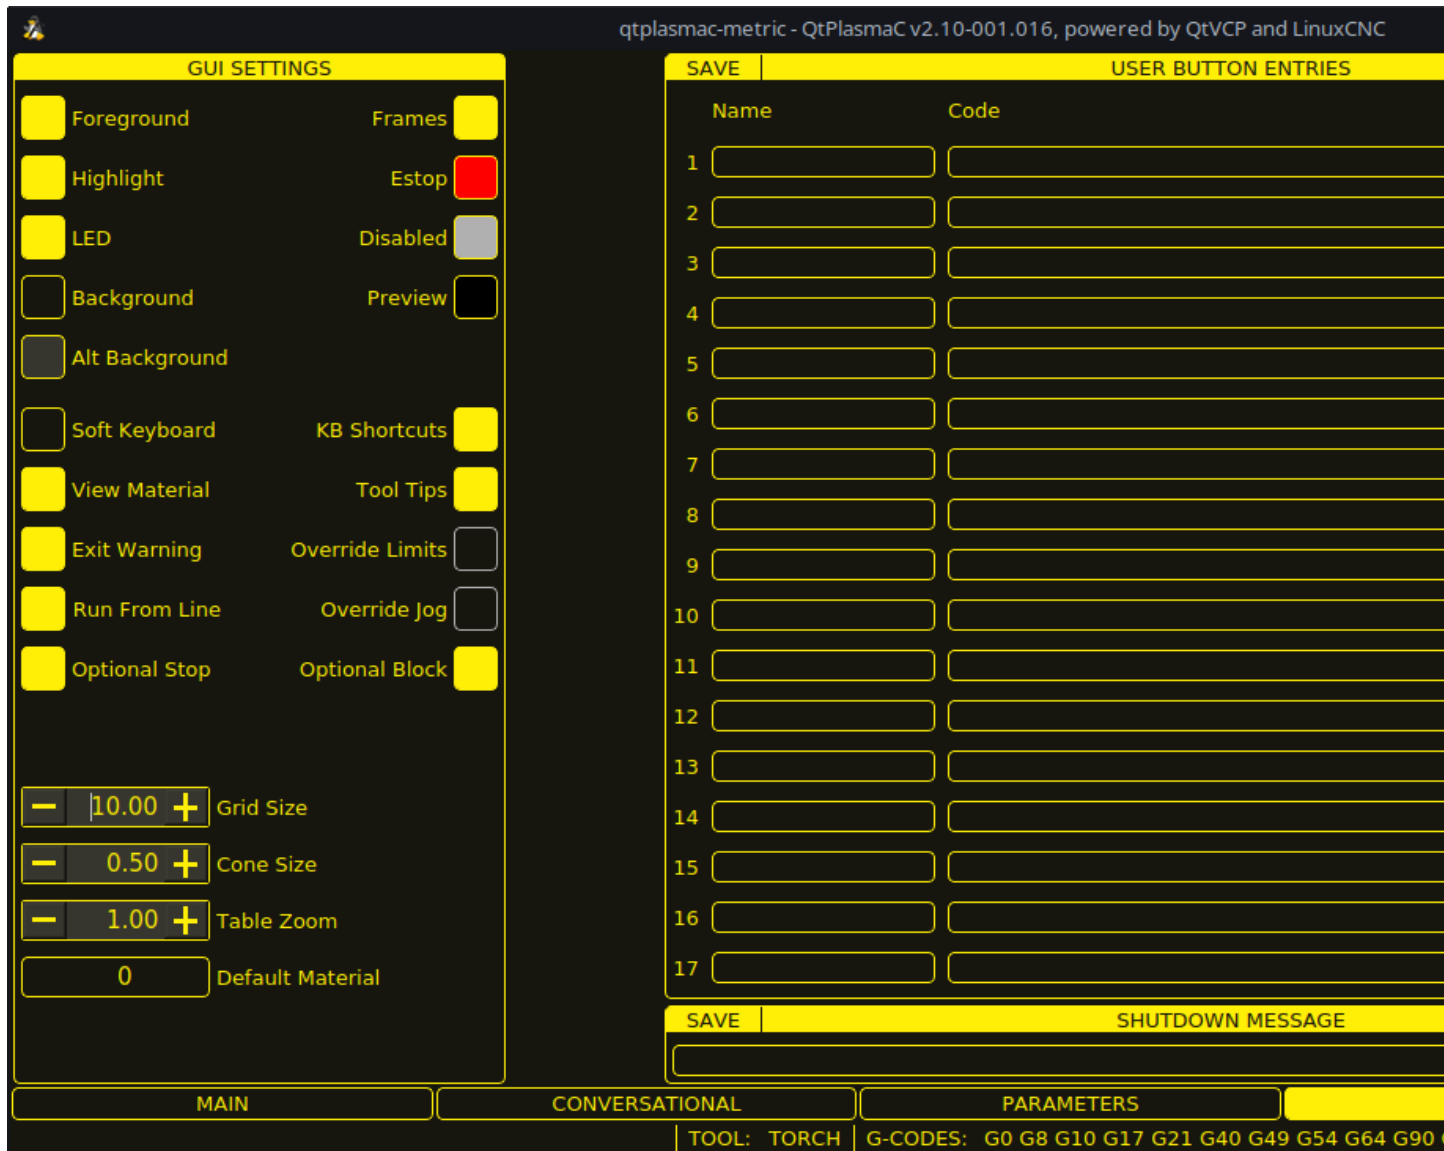 qtplasmac-metric - QtPlasmaC v2.10-001.016, powered by QtVCP and LinuxCNC
GUI SETTINGS
Foreground Frames
Highlight Estop
LED Disabled
Background Preview
Alt Background
Soft Keyboard KB Shortcuts
View Material Tool Tips
Exit Warning Override Limits
Run From Line Override Jog
Optional Stop Optional Block
10.00 Grid Size
0.50 Cone Size
1.00 Table Zoom
0 Default Material
SAVE USER BUTTON ENTRIES
Name Code
1
2
3
4
5
6
7
8
9
10
11
12
13
14
15
16
17
SAVE SHUTDOWN MESSAGE
MAIN CONVERSATIONAL PARAMETERS
TOOL: TORCH G-CODES: G0 G8 G10 G17 G21 G40 G49 G54 G64 G90